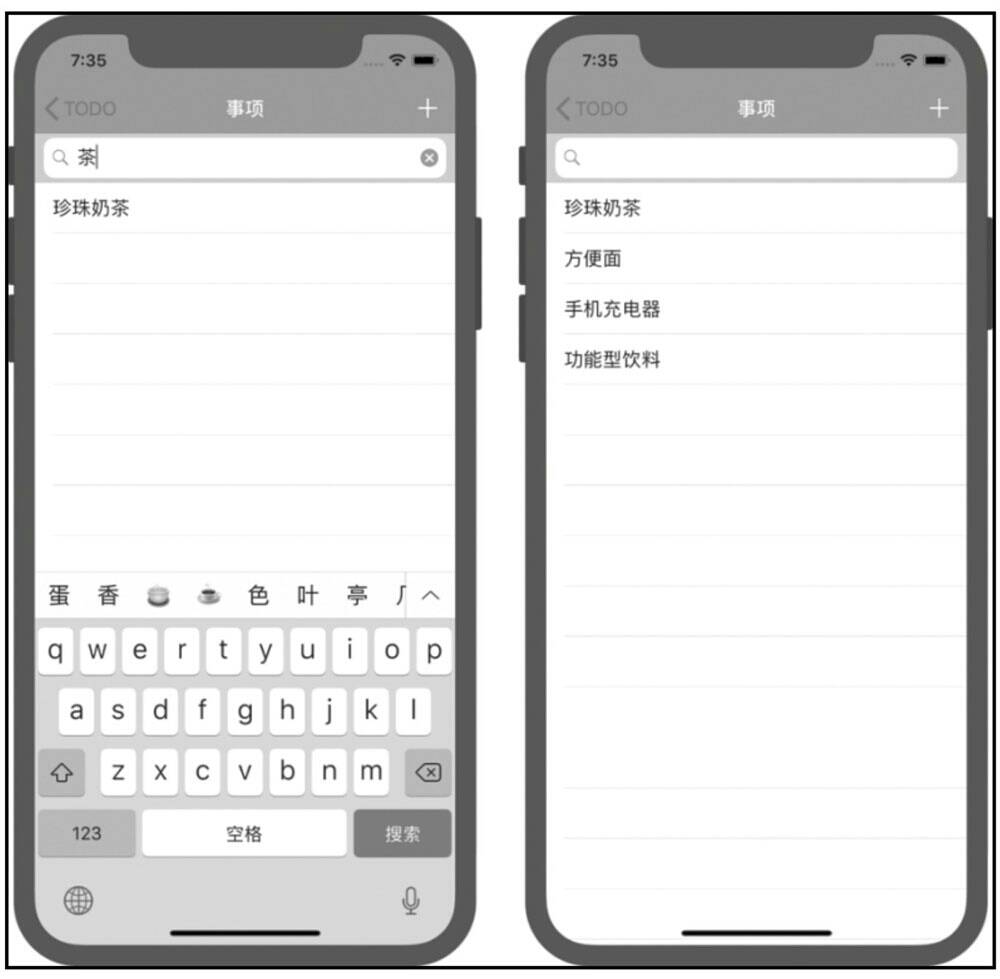 7:35
TODO 事项 +
茶
珍珠奶茶
蛋 香 色 叶 亭
q w e r t y u i o p
a s d f g h j k l
z x c v b n m
123 空格 搜索
7:35
TODO 事项 +
珍珠奶茶
方便面
手机充电器
功能型饮料